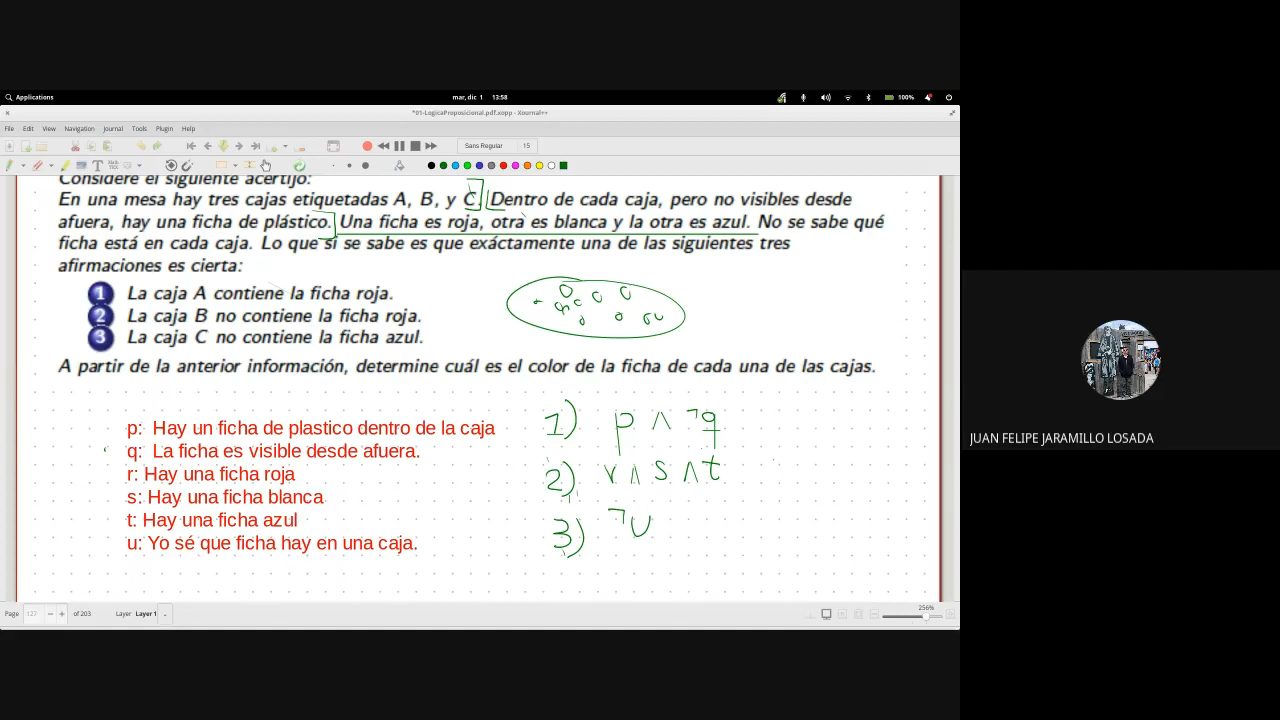 Applications
mar, dic 1 13:58
100%
*01-LogicaProposicional.pdf.xopp - Xournal++
File Edit View Navigation Journal Tools Plugin Help
Sans Regular 15
Considere el siguiente acertijo:
En una mesa hay tres cajas etiquetadas A, B, y C. Dentro de cada caja, pero no visibles desde
afuera, hay una ficha de plástico. Una ficha es roja, otra es blanca y la otra es azul. No se sabe qué
ficha está en cada caja. Lo que si se sabe es que exáctamente una de las siguientes tres
afirmaciones es cierta:
1 La caja A contiene la ficha roja.
2 La caja B no contiene la ficha roja.
3 La caja C no contiene la ficha azul.
A partir de la anterior información, determine cuál es el color de la ficha de cada una de las cajas.
p: Hay un ficha de plastico dentro de la caja
q: La ficha es visible desde afuera.
r: Hay una ficha roja
s: Hay una ficha blanca
t: Hay una ficha azul
u: Yo sé que ficha hay en una caja.
1) p ∧ ¬q
2) r ∧ s ∧ t
3) ¬u
JUAN FELIPE JARAMILLO LOSADA
Page 127 of 203 Layer Layer 1
256%